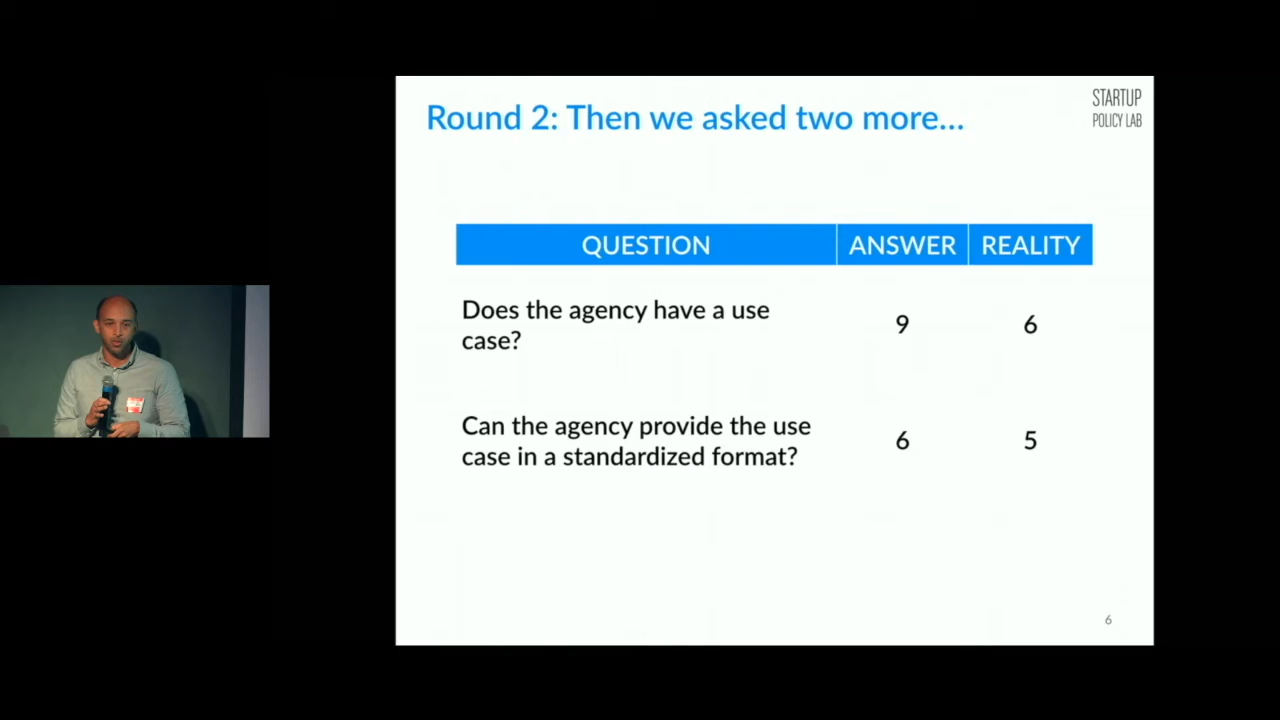 Round 2: Then we asked two more...
STARTUP
POLICY LAB
QUESTION ANSWER REALITY
Does the agency have a use
case?
9 6
Can the agency provide the use
case in a standardized format?
6 5
6